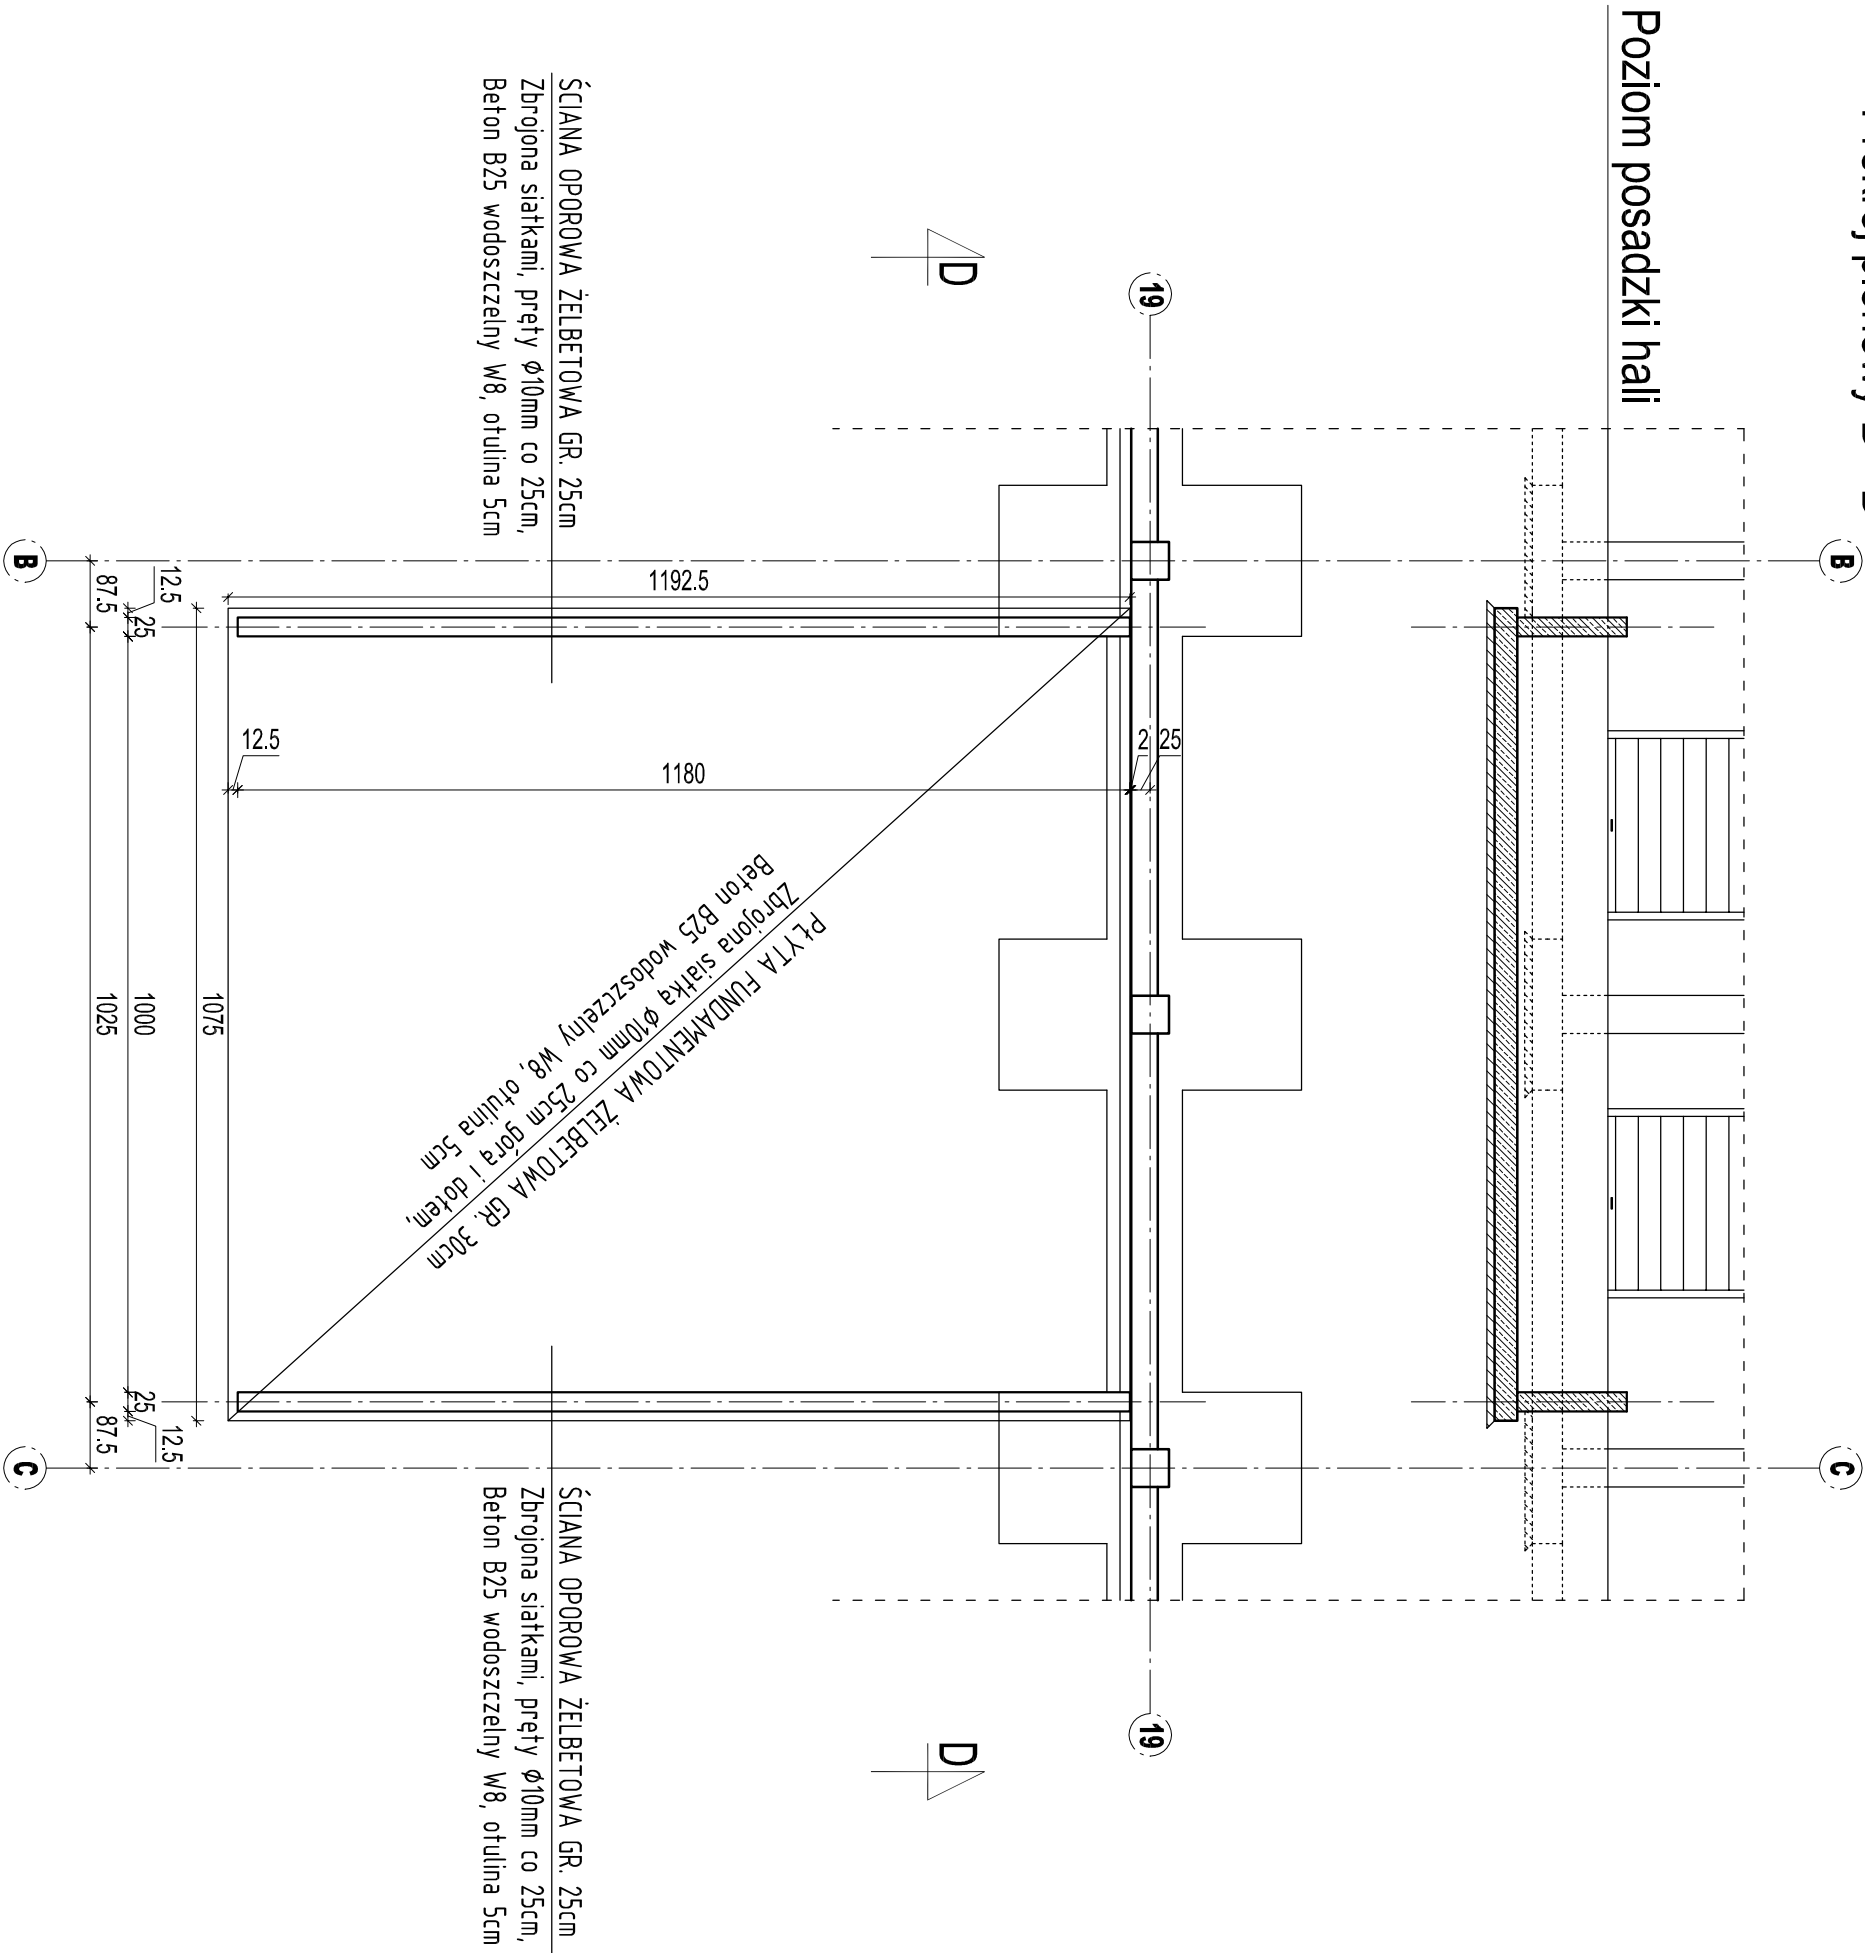 B
C
Poziom posadzki hali
19
19
D
D
ŚCIANA OPOROWA ŻELBETOWA GR. 25cm
Zbrojona siatkami, pręty Ø10mm co 25cm,
Beton B25 wodoszczelny W8, otulina 5cm
ŚCIANA OPOROWA ŻELBETOWA GR. 25cm
Zbrojona siatkami, pręty Ø10mm co 25cm,
Beton B25 wodoszczelny W8, otulina 5cm
PŁYTA FUNDAMENTOWA ŻELBETOWA GR. 30cm
Zbrojona siatką Ø10mm co 25cm górą i dołem,
Beton B25 wodoszczelny W8, otulina 5cm
2
25
1192.5
1180
12.5
1075
12.5
25
1000
25
12.5
87.5
1025
87.5
B
C